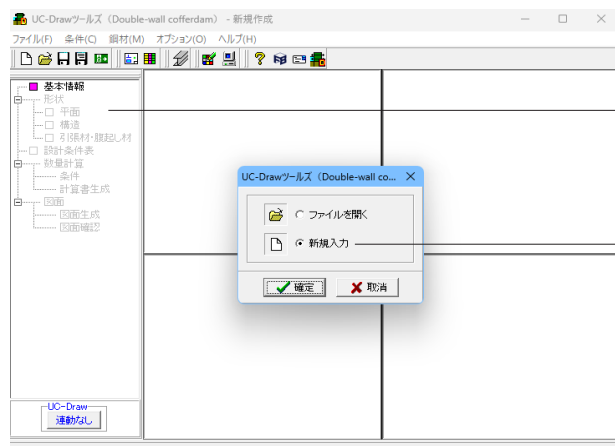 UC-Drawツールズ（Double-wall cofferdam） - 新規作成
ファイル(F) 条件(C) 鋼材(M) オプション(O) ヘルプ(H)
基本情報
形状
平面
構造
引張材・腹起し材
設計条件表
数量計算
条件
計算書生成
図面
図面生成
図面確認
UC-Drawツールズ（Double-wall co...
ファイルを開く
新規入力
確定
取消
UC-Draw
連動なし